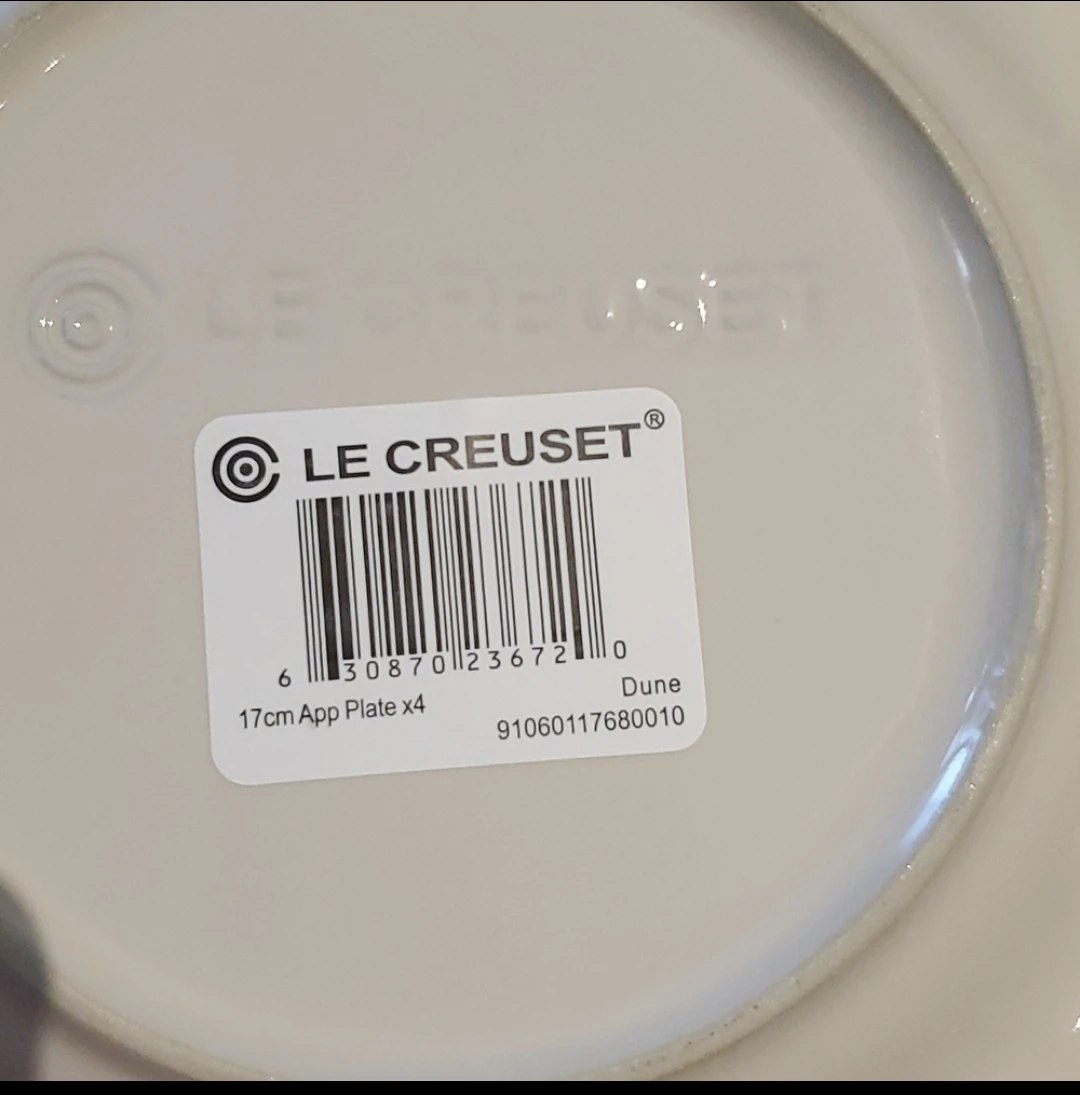 LE CREUSET
LE CREUSET®
6 30870 23672 0
17cm App Plate x4
Dune
91060117680010